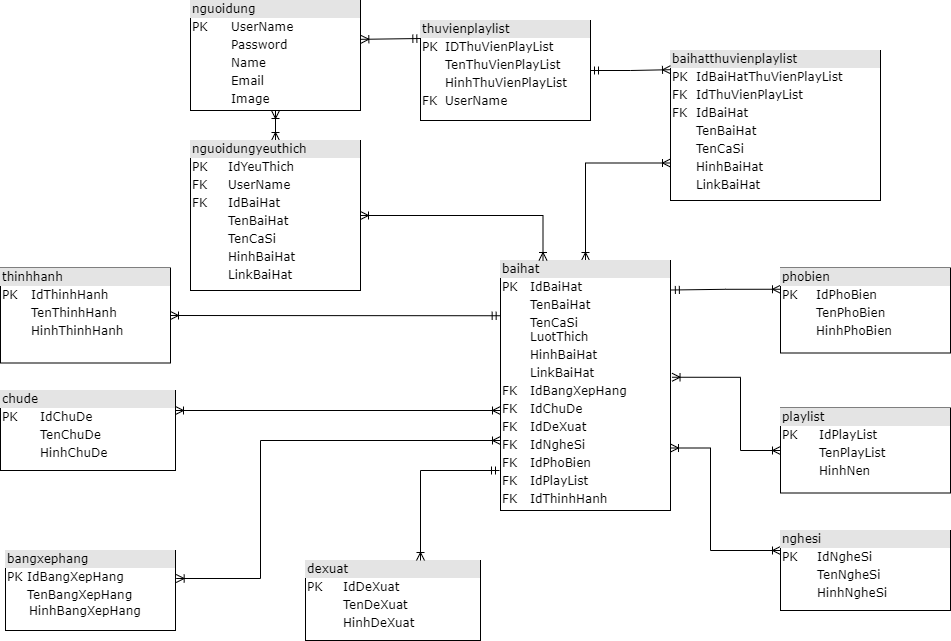 nguoidung
PK UserName
Password
Name
Email
Image
thuvienplaylist
PK IDThuVienPlayList
TenThuVienPlayList
HinhThuVienPlayList
FK UserName
baihatthuvienplaylist
PK IdBaiHatThuVienPlayList
FK IdThuVienPlayList
FK IdBaiHat
TenBaiHat
TenCaSi
HinhBaiHat
LinkBaiHat
nguoidungyeuthich
PK IdYeuThich
FK UserName
FK IdBaiHat
TenBaiHat
TenCaSi
HinhBaiHat
LinkBaiHat
thinhhanh
PK IdThinhHanh
TenThinhHanh
HinhThinhHanh
baihat
PK IdBaiHat
TenBaiHat
TenCaSi
LuotThich
HinhBaiHat
LinkBaiHat
FK IdBangXepHang
FK IdChuDe
FK IdDeXuat
FK IdNgheSi
FK IdPhoBien
FK IdPlayList
FK IdThinhHanh
phobien
PK IdPhoBien
TenPhoBien
HinhPhoBien
chude
PK IdChuDe
TenChuDe
HinhChuDe
playlist
PK IdPlayList
TenPlayList
HinhNen
bangxephang
PK IdBangXepHang
TenBangXepHang
HinhBangXepHang
dexuat
PK IdDeXuat
TenDeXuat
HinhDeXuat
nghesi
PK IdNgheSi
TenNgheSi
HinhNgheSi